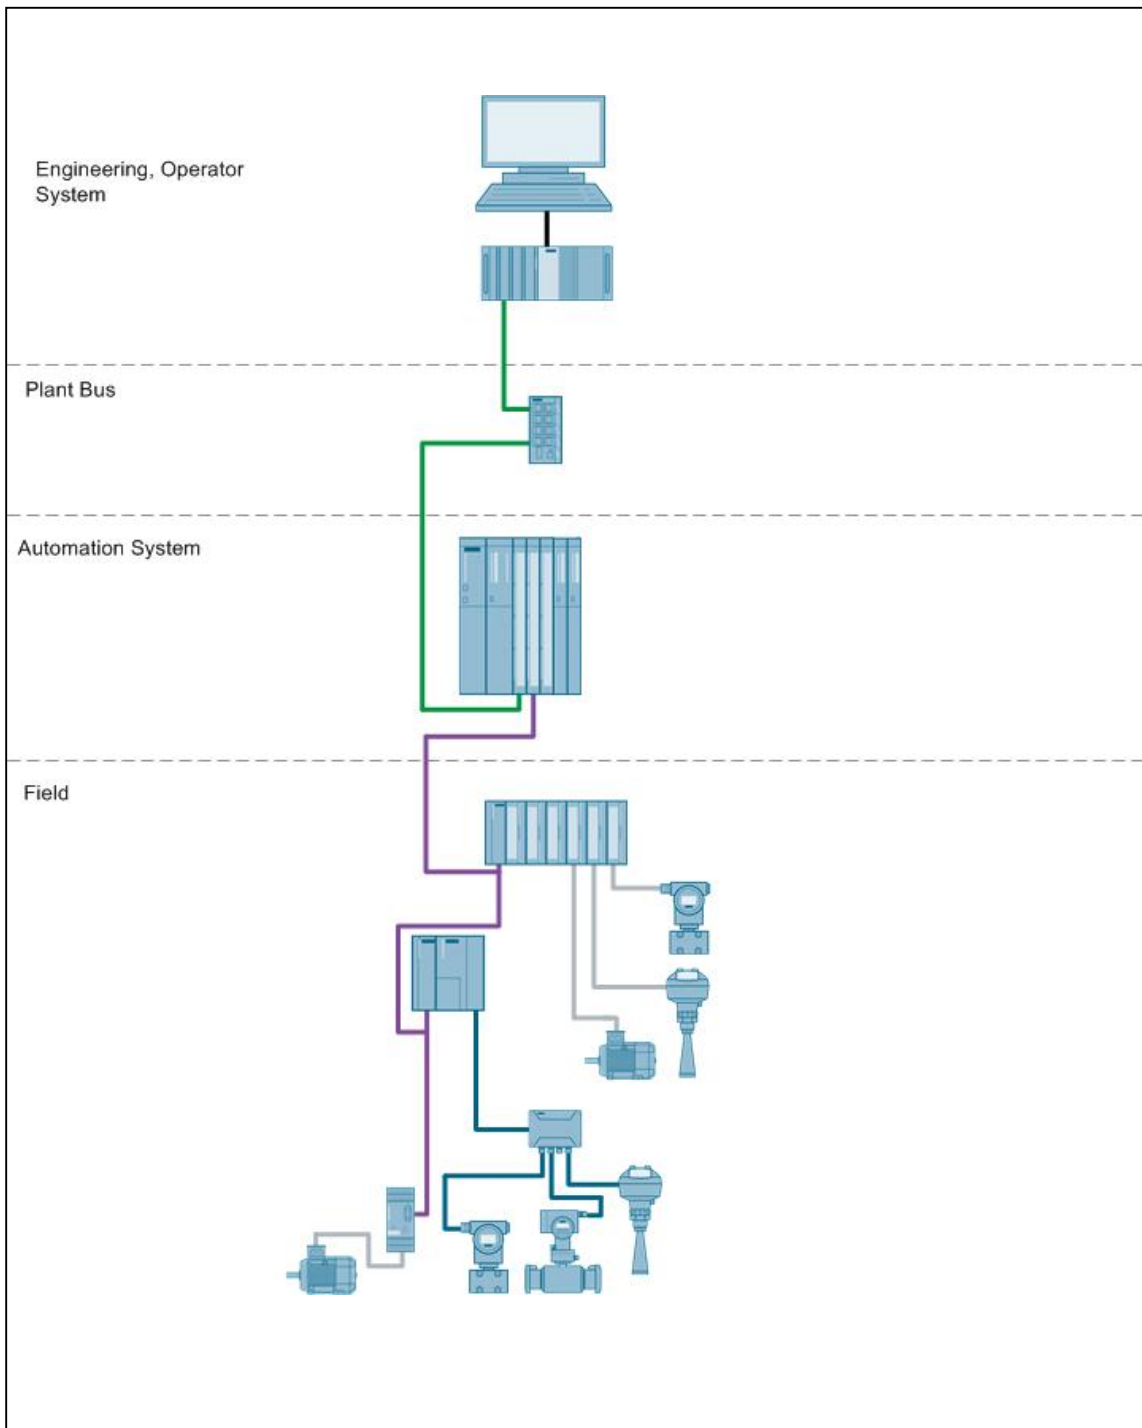 Engineering, Operator
System
Plant Bus
Automation System
Field